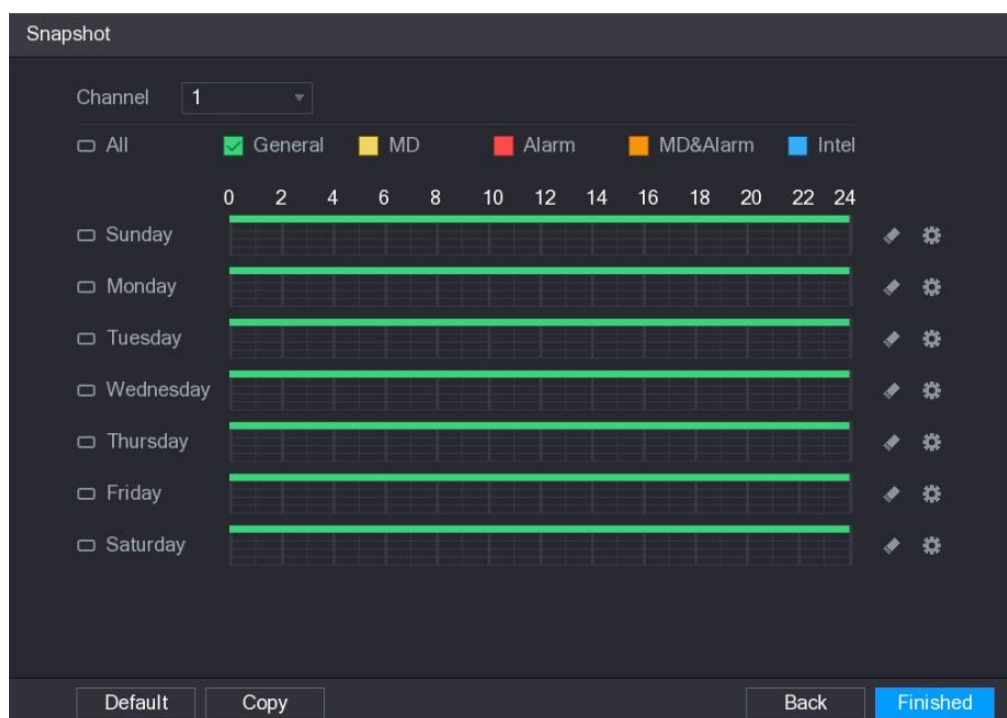 Snapshot
Channel 1
All General MD Alarm MD&Alarm Intel
0 2 4 6 8 10 12 14 16 18 20 22 24
Sunday
Monday
Tuesday
Wednesday
Thursday
Friday
Saturday
Default Copy Back Finished